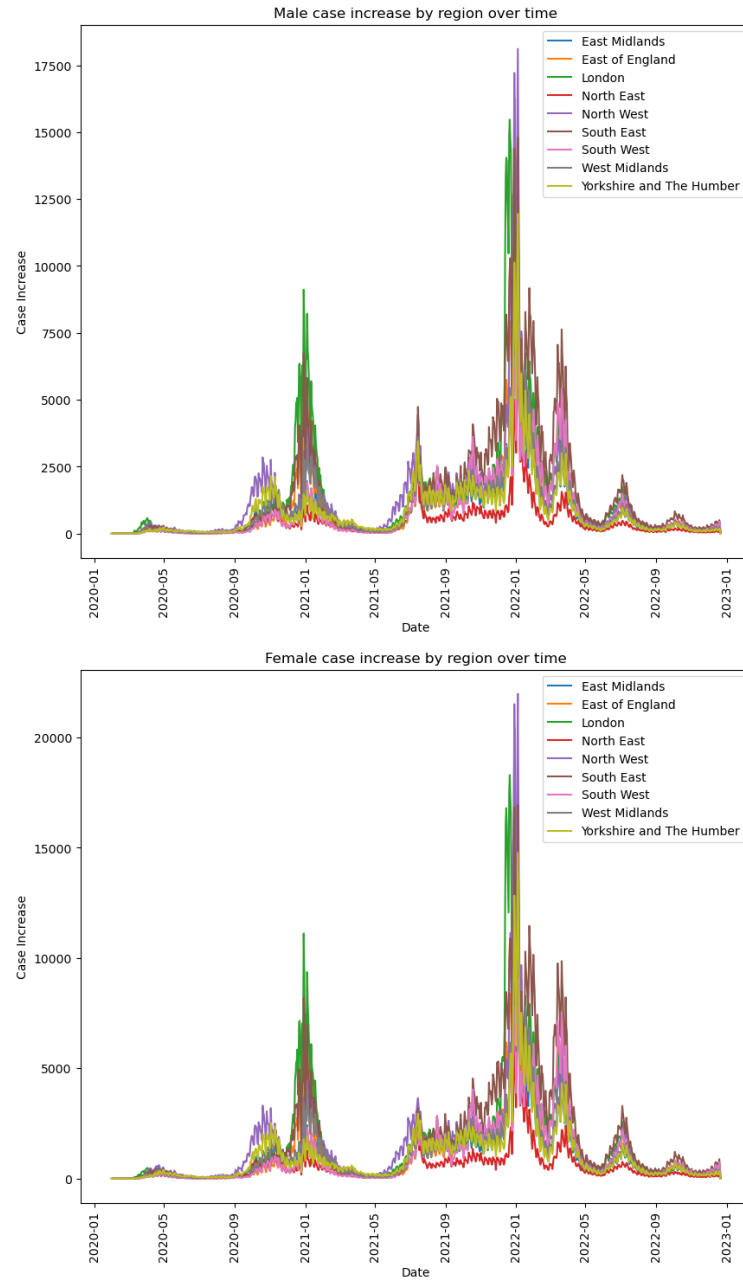 Male case increase by region over time
East Midlands
East of England
London
North East
North West
South East
South West
West Midlands
Yorkshire and The Humber
17500
15000
12500
10000
7500
5000
2500
0
Case Increase
2020-01
2020-05
2020-09
2021-01
2021-05
2021-09
2022-01
2022-05
2022-09
2023-01
Date
Female case increase by region over time
East Midlands
East of England
London
North East
North West
South East
South West
West Midlands
Yorkshire and The Humber
20000
15000
10000
5000
0
Case Increase
2020-01
2020-05
2020-09
2021-01
2021-05
2021-09
2022-01
2022-05
2022-09
2023-01
Date